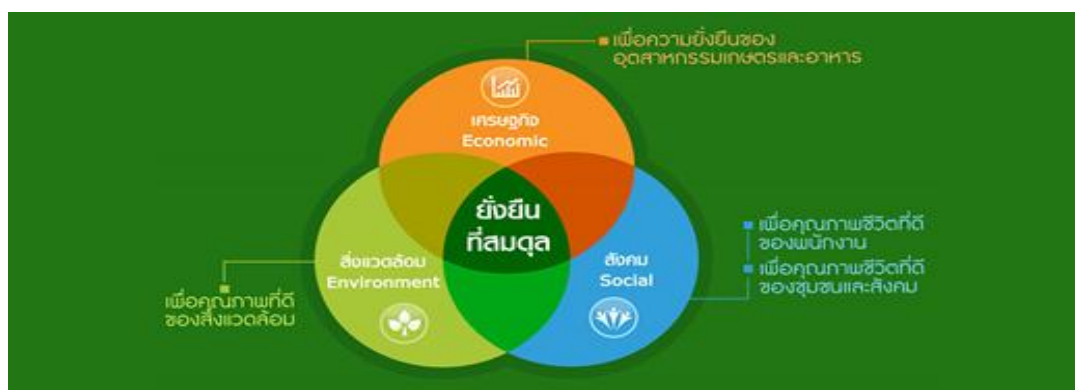 เพื่อความยั่งยืนของ
อุตสาหกรรมเกษตรและอาหาร
เศรษฐกิจ
Economic
ยั่งยืน
ที่สมดุล
สิ่งแวดล้อม
Environment
สังคม
Social
เพื่อคุณภาพชีวิตที่ดี
ของพนักงาน
เพื่อคุณภาพชีวิตที่ดี
ของชุมชนและสังคม
เพื่อคุณภาพที่ดี
ของสิ่งแวดล้อม